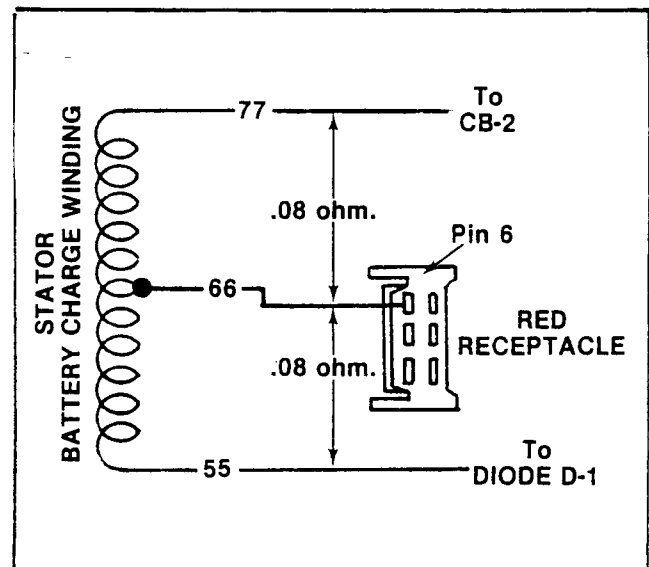 77
To
CB-2
STATOR
BATTERY CHARGE WINDING
.08 ohm.
Pin 6
66
RED
RECEPTACLE
.08 ohm.
55
To
DIODE D-1